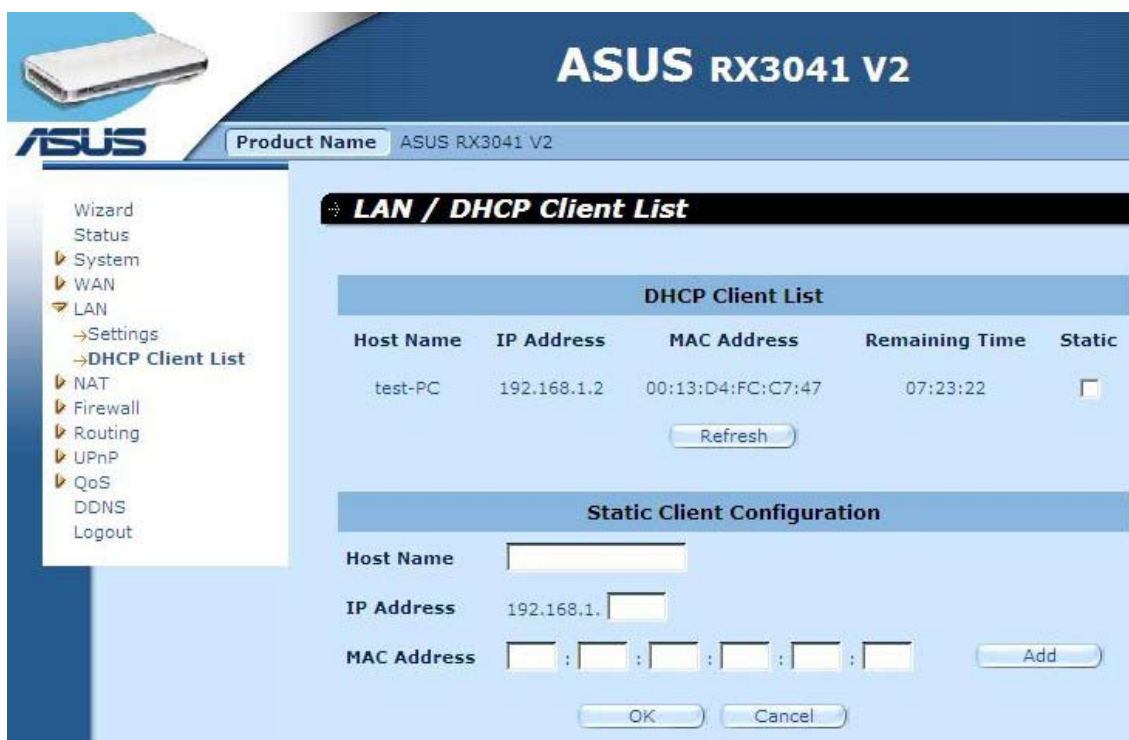 ASUS RX3041 V2
ASUS
Product Name ASUS RX3041 V2
Wizard
Status
System
WAN
LAN
→Settings
→DHCP Client List
NAT
Firewall
Routing
UPnP
QoS
DDNS
Logout
LAN / DHCP Client List
DHCP Client List
Host Name IP Address MAC Address Remaining Time Static
test-PC 192.168.1.2 00:13:D4:FC:C7:47 07:23:22
Refresh
Static Client Configuration
Host Name
IP Address 192.168.1.
MAC Address : : : : : Add
OK Cancel